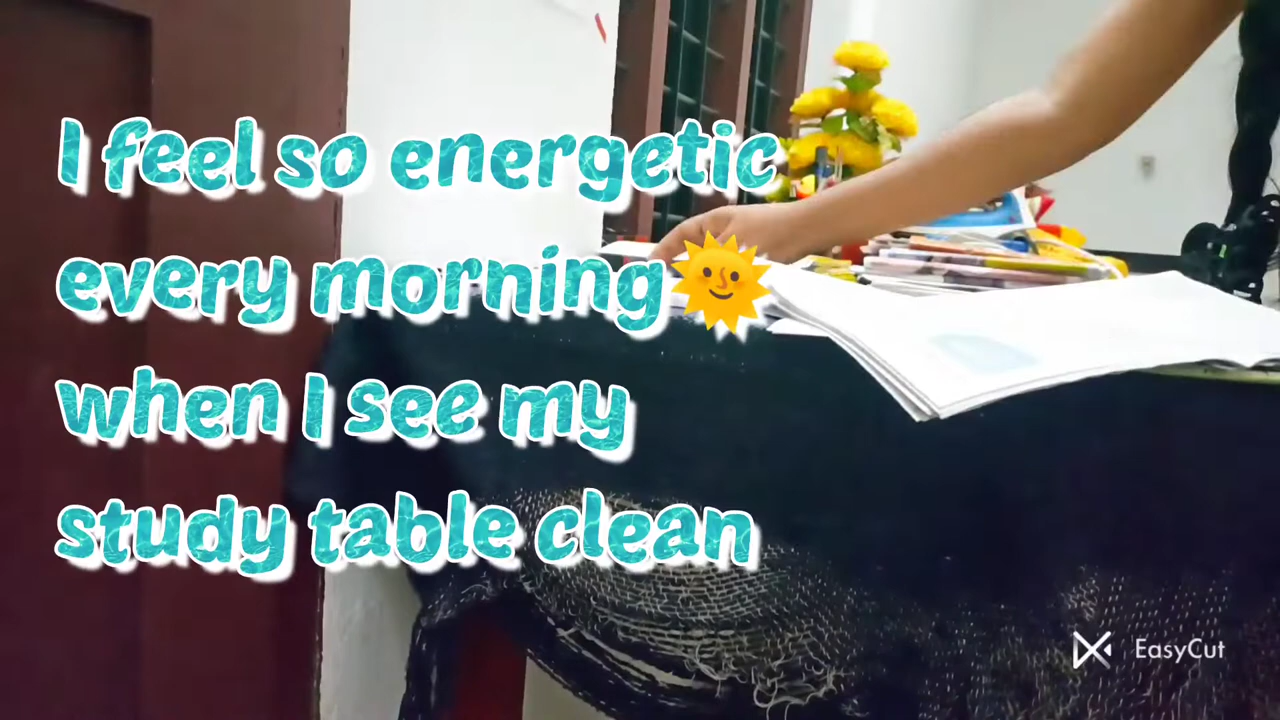 I feel so energetic
every morning🌞
when I see my
study table clean
EasyCut